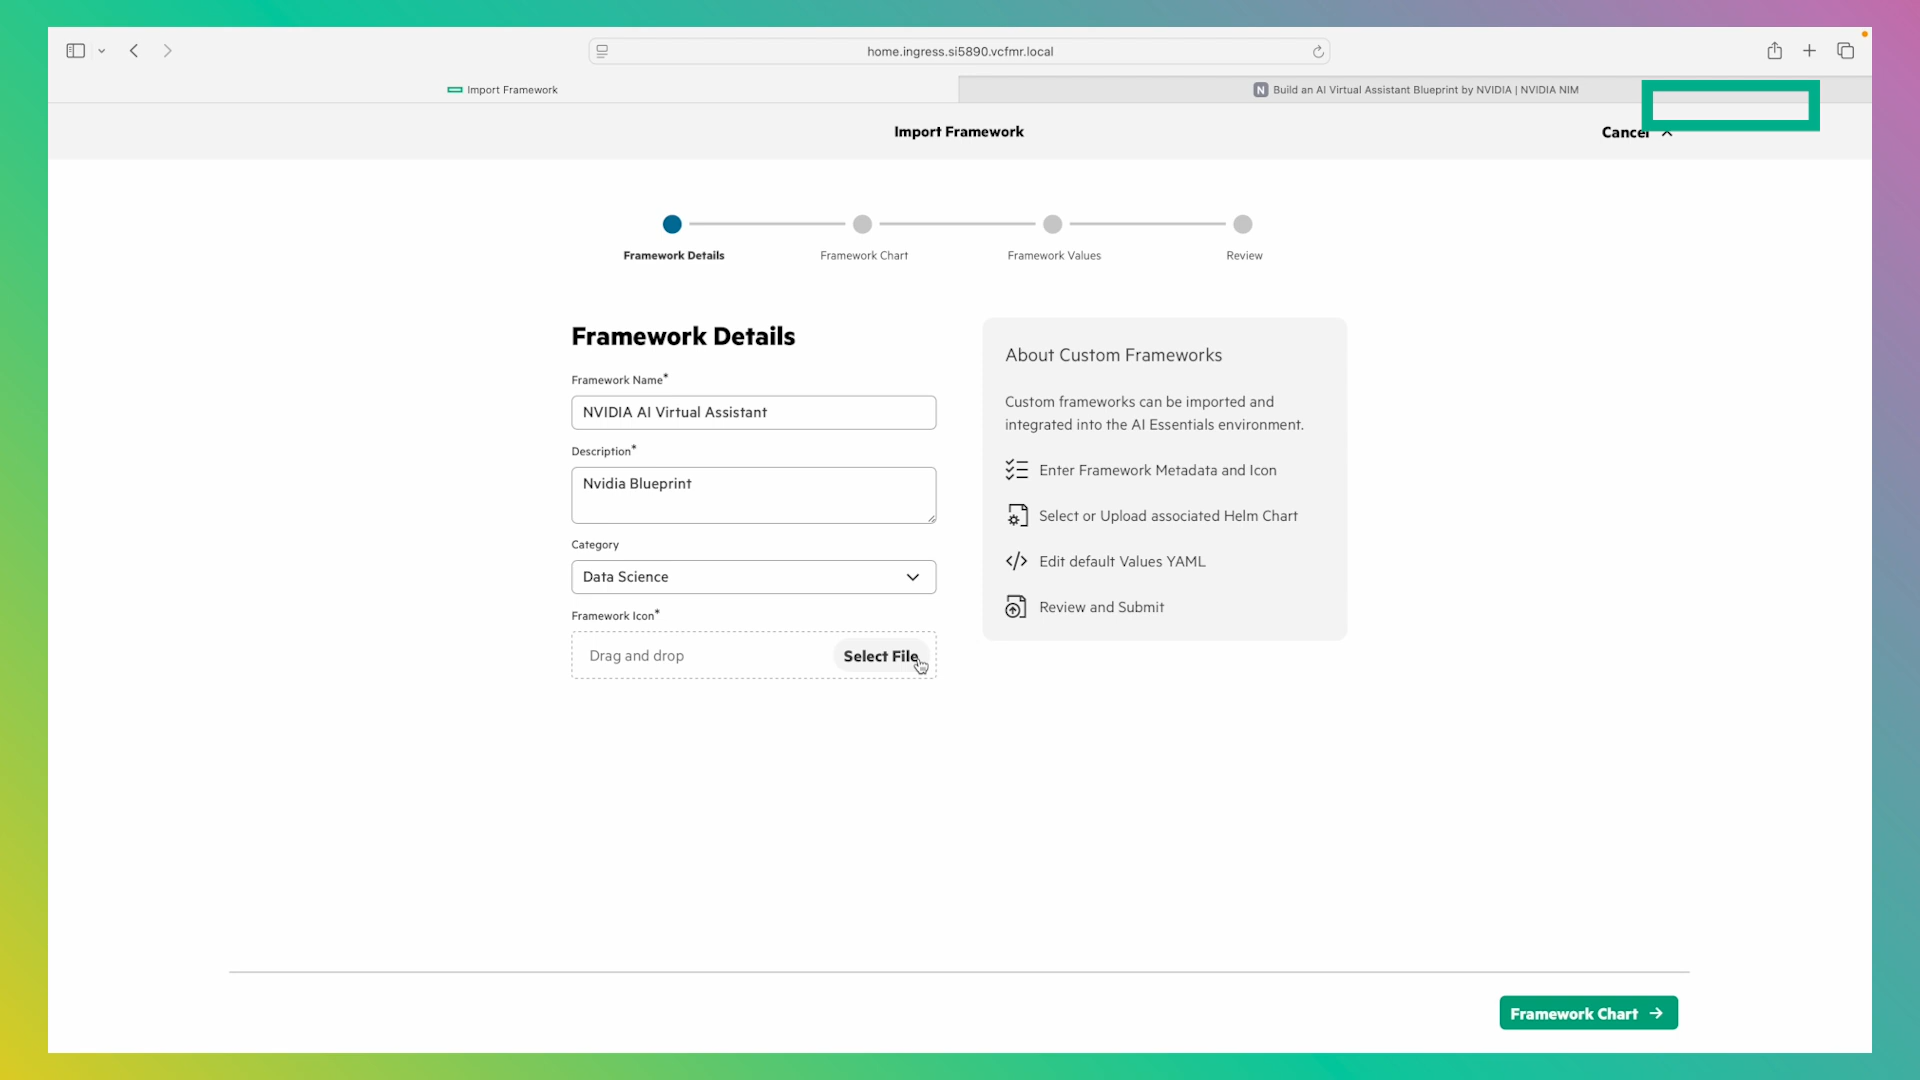 home.ingress.si5890.vcfmr.local
Import Framework
N Build an AI Virtual Assistant Blueprint by NVIDIA | NVIDIA NIM
Import Framework
Cancel
Framework Details
Framework Chart
Framework Values
Review
Framework Details
Framework Name*
NVIDIA AI Virtual Assistant
Description*
Nvidia Blueprint
Category
Data Science
Framework Icon*
Drag and drop
Select File
About Custom Frameworks
Custom frameworks can be imported and
integrated into the AI Essentials environment.
Enter Framework Metadata and Icon
Select or Upload associated Helm Chart
Edit default Values YAML
Review and Submit
Framework Chart